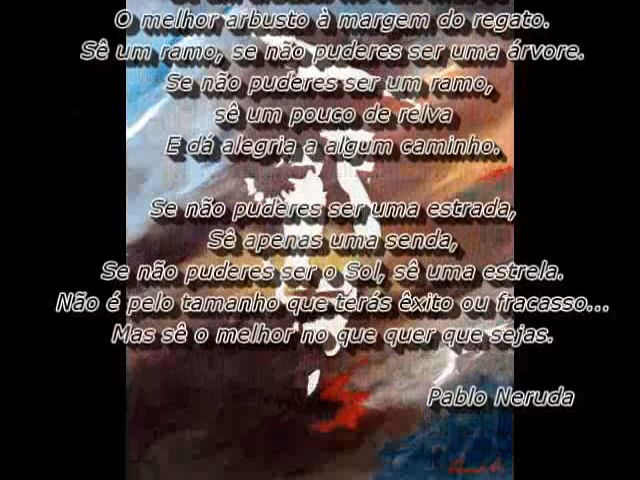 O melhor arbusto à margem do regato.
Sê um ramo, se não puderes ser uma árvore.
Se não puderes ser um ramo,
sê um pouco de relva
E dá alegria a algum caminho.
Se não puderes ser uma estrada,
Sê apenas uma senda,
Se não puderes ser o Sol, sê uma estrela.
Não é pelo tamanho que terás êxito ou fracasso...
Mas sê o melhor no que quer que sejas.
Pablo Neruda